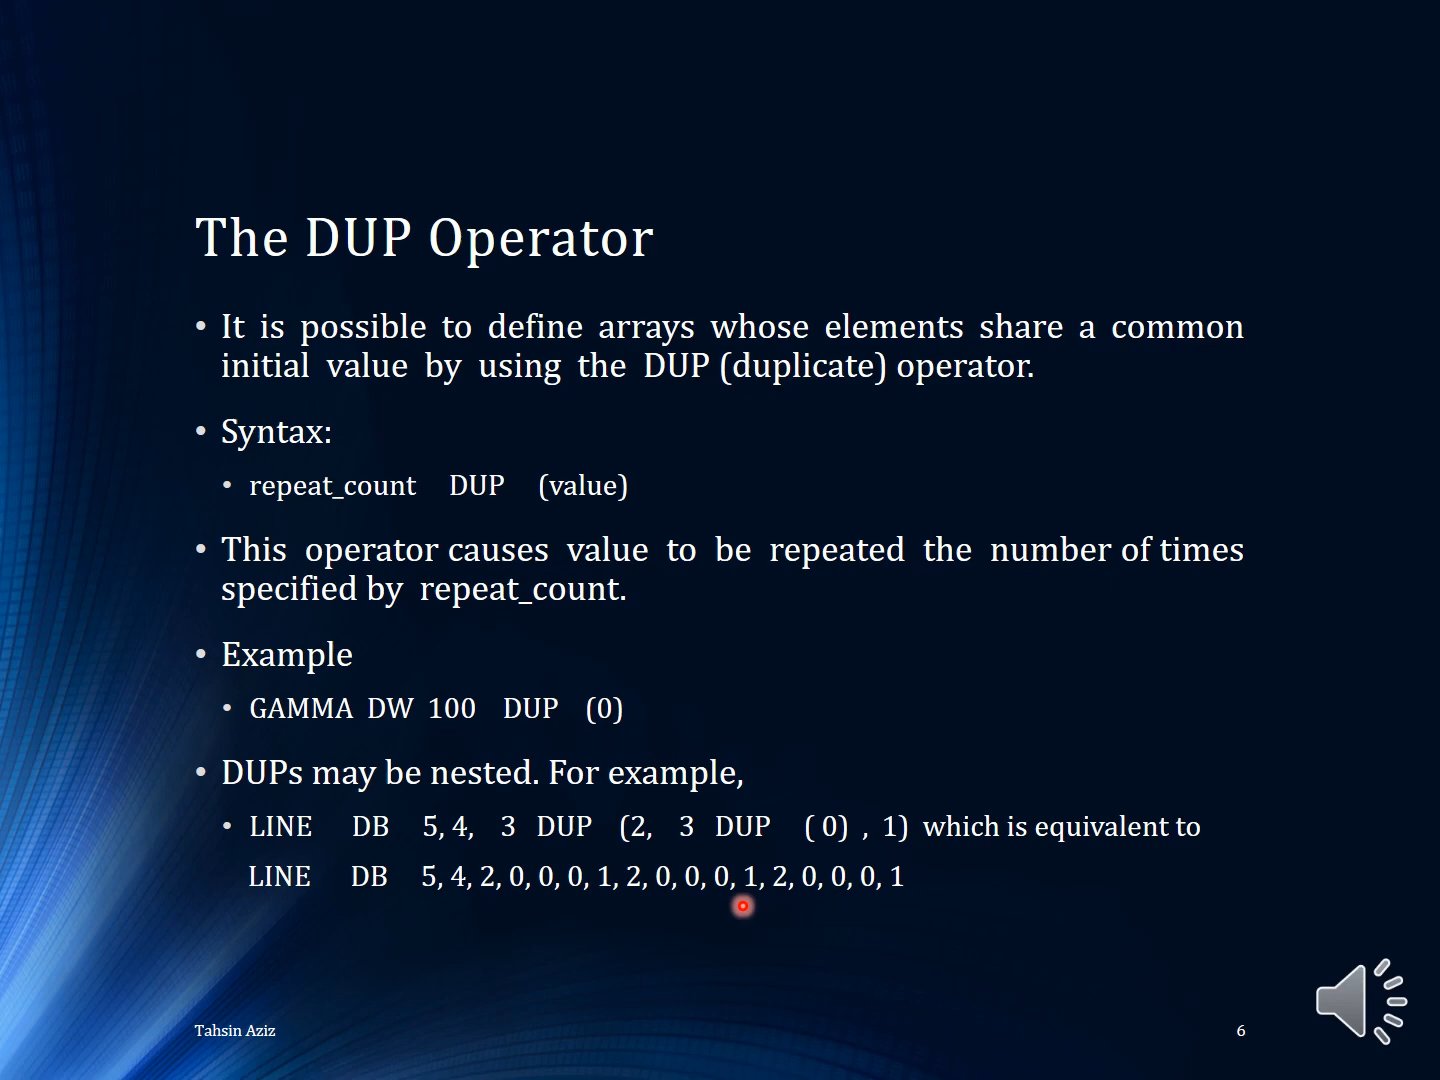 The DUP Operator
• It is possible to define arrays whose elements share a common
initial value by using the DUP (duplicate) operator.
• Syntax:
• repeat_count DUP (value)
• This operator causes value to be repeated the number of times
specified by repeat_count.
• Example
• GAMMA DW 100 DUP (0)
• DUPs may be nested. For example,
• LINE DB 5, 4, 3 DUP (2, 3 DUP ( 0) , 1) which is equivalent to
LINE DB 5, 4, 2, 0, 0, 0, 1, 2, 0, 0, 0, 1, 2, 0, 0, 0, 1
Tahsin Aziz
6